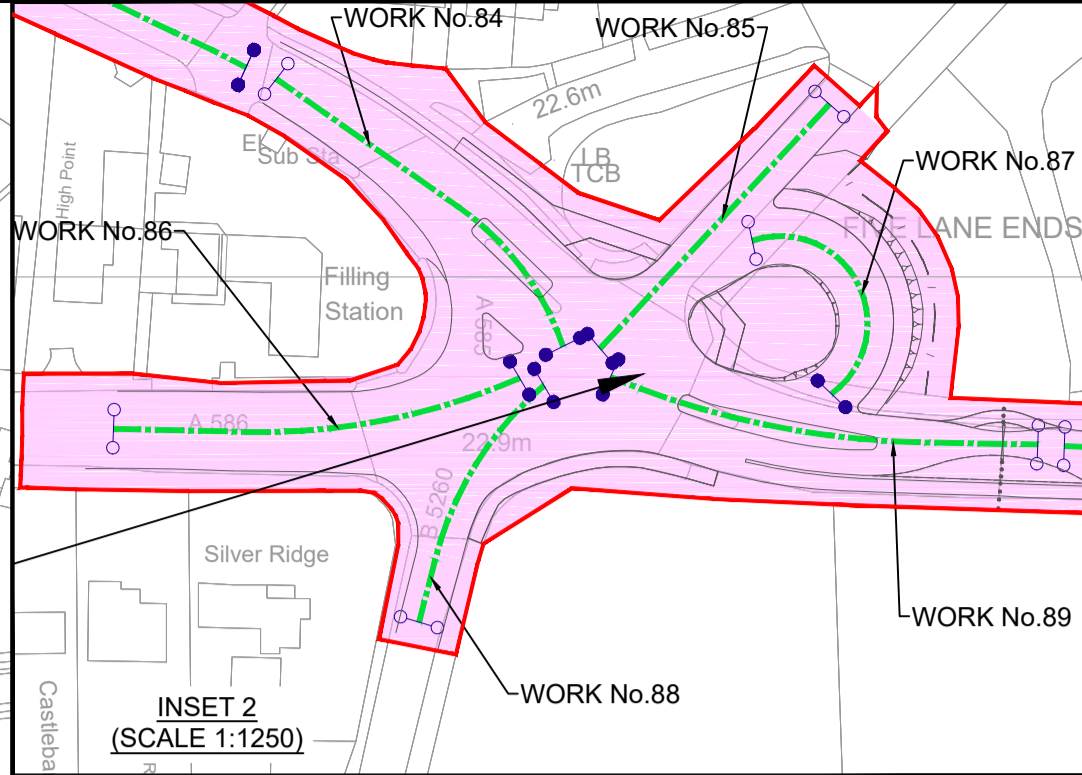 WORK No.84
WORK No.85
22.6m
LB
TCB
Sub Sta
High Point
WORK No.87
WORK No.86
FIVE LANE ENDS
Filling
Station
A 585
A 586
22.9m
B 5260
Silver Ridge
WORK No.89
WORK No.88
INSET 2
(SCALE 1:1250)